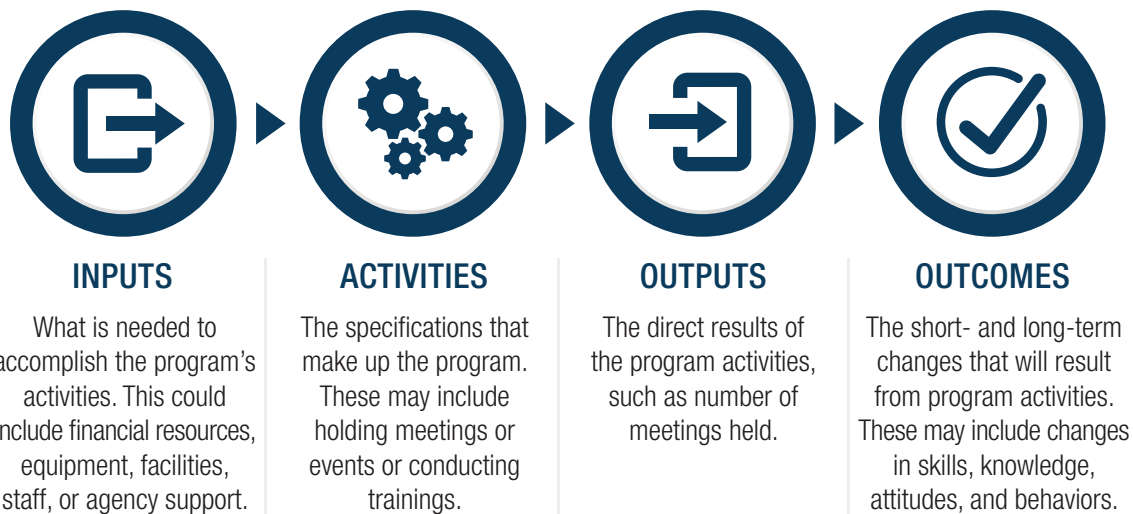 INPUTS
What is needed to
accomplish the program's
activities. This could
include financial resources,
equipment, facilities,
staff, or agency support.
ACTIVITIES
The specifications that
make up the program.
These may include
holding meetings or
events or conducting
trainings.
OUTPUTS
The direct results of
the program activities,
such as number of
meetings held.
OUTCOMES
The short- and long-term
changes that will result
from program activities.
These may include changes
in skills, knowledge,
attitudes, and behaviors.